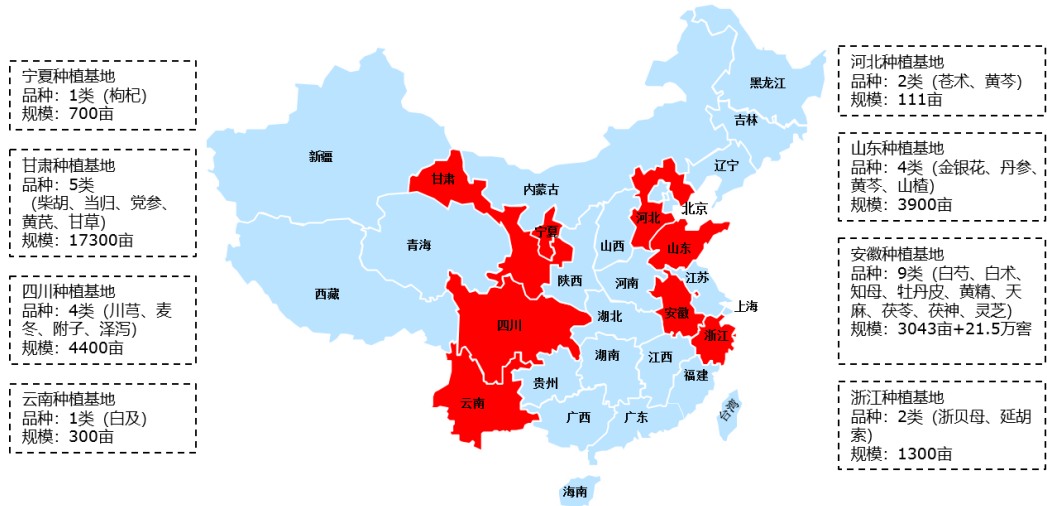 宁夏种植基地
品种：1类 (枸杞)
规模：700亩
甘肃种植基地
品种：5类
（柴胡、当归、党参、
黄芪、甘草)
规模：17300亩
四川种植基地
品种：4类 (川芎、麦
冬、附子、泽泻)
规模：4400亩
云南种植基地
品种：1类 (白及)
规模：300亩
黑龙江
吉林
辽宁
新疆
甘肃
内蒙古
北京
河北
宁夏
山西
山东
青海
陕西
河南
江苏
西藏
上海
四川
湖北
安徽
浙江
湖南
江西
贵州
福建
云南
广西
广东
台湾
海南
河北种植基地
品种：2类 (苍术、黄芩)
规模：111亩
山东种植基地
品种：4类 (金银花、丹参、
黄芩、山植)
规模：3900亩
安徽种植基地
品种：9类 (白芍、白术、
知母、牡丹皮、黄精、天
麻、茯苓、茯神、灵芝)
规模：3043亩+21.5万窖
浙江种植基地
品种：2类 (浙贝母、延胡
索)
规模：1300亩